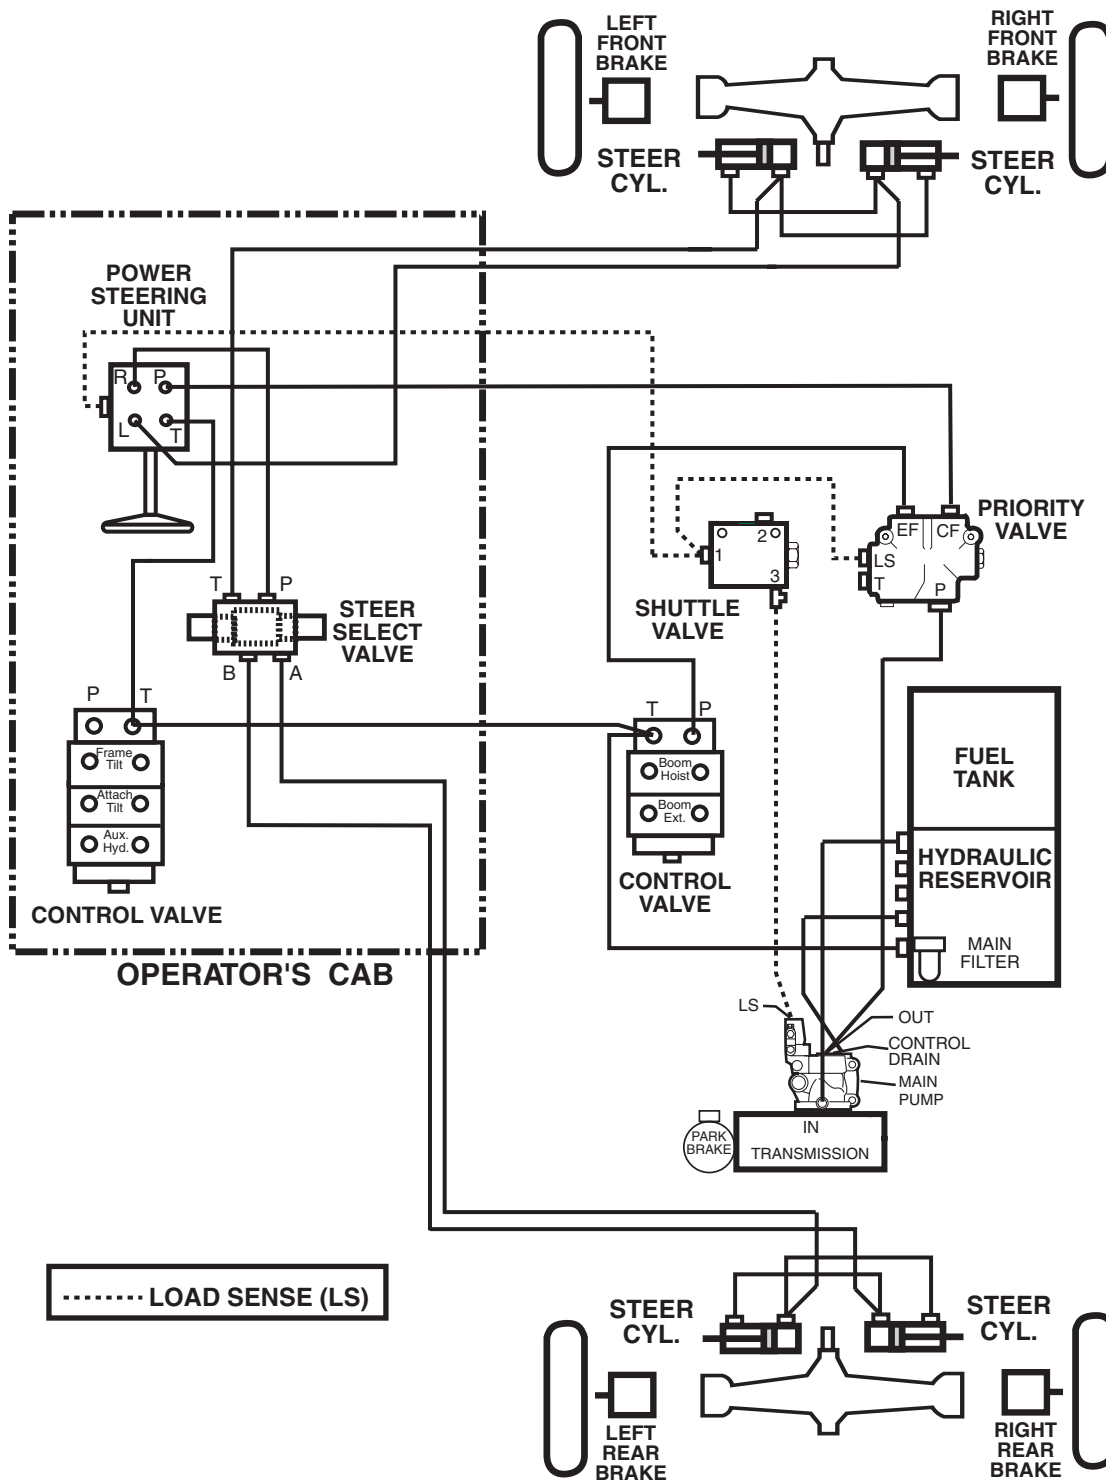 LEFT
FRONT
BRAKE
RIGHT
FRONT
BRAKE
STEER
CYL.
STEER
CYL.
POWER
STEERING
UNIT
R P
L T
EF CF
LS
T
P
PRIORITY
VALVE
1
2
3
SHUTTLE
VALVE
T P
STEER
SELECT
VALVE
B A
P T
Frame
Tilt
Attach
Tilt
Aux.
Hyd.
CONTROL VALVE
T P
Boom
Hoist
Boom
Ext.
CONTROL
VALVE
FUEL
TANK
HYDRAULIC
RESERVOIR
MAIN
FILTER
OPERATOR'S CAB
LS
OUT
CONTROL
DRAIN
MAIN
PUMP
IN
PARK
BRAKE
TRANSMISSION
LOAD SENSE (LS)
STEER
CYL.
STEER
CYL.
LEFT
REAR
BRAKE
RIGHT
REAR
BRAKE